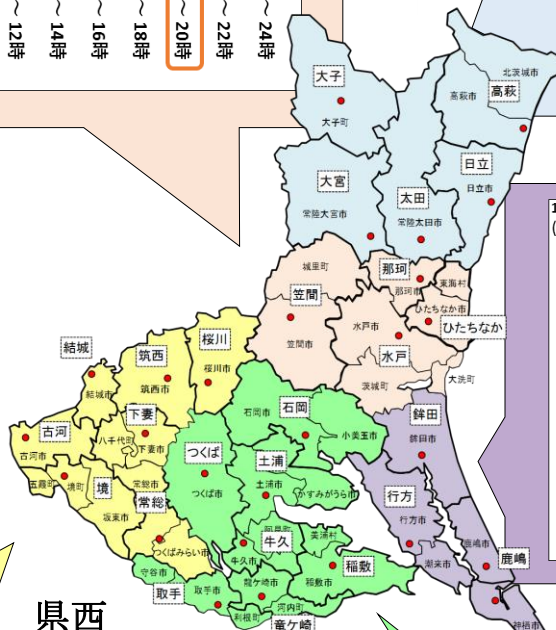 ~12時
~14時
~16時
~18時
~20時
~22時
~24時
大子
大子町
北茨城市
高萩市
高萩
日立
日立市
大宮
常陸大宮市
太田
常陸太田市
城里町
那珂
那珂市
東海村
笠間
笠間市
ひたちなか市
ひたちなか
水戸市
水戸
茨城町
大洗町
桜川
桜川市
筑西
筑西市
結城
結城市
下妻
下妻市
八千代町
古河
古河市
五霞町
境町
境
坂東市
常総市
常総
つくばみらい市
石岡
石岡市
小美玉市
つくば
つくば市
土浦
土浦市
かすみがうら市
鉾田
鉾田市
行方
行方市
潮来市
鹿嶋市
鹿嶋
神栖市
牛久
牛久市
美浦村
稲敷
稲敷市
守谷市
取手
取手市
龍ケ崎市
利根町
河内町
竜ケ崎
県西
1
(